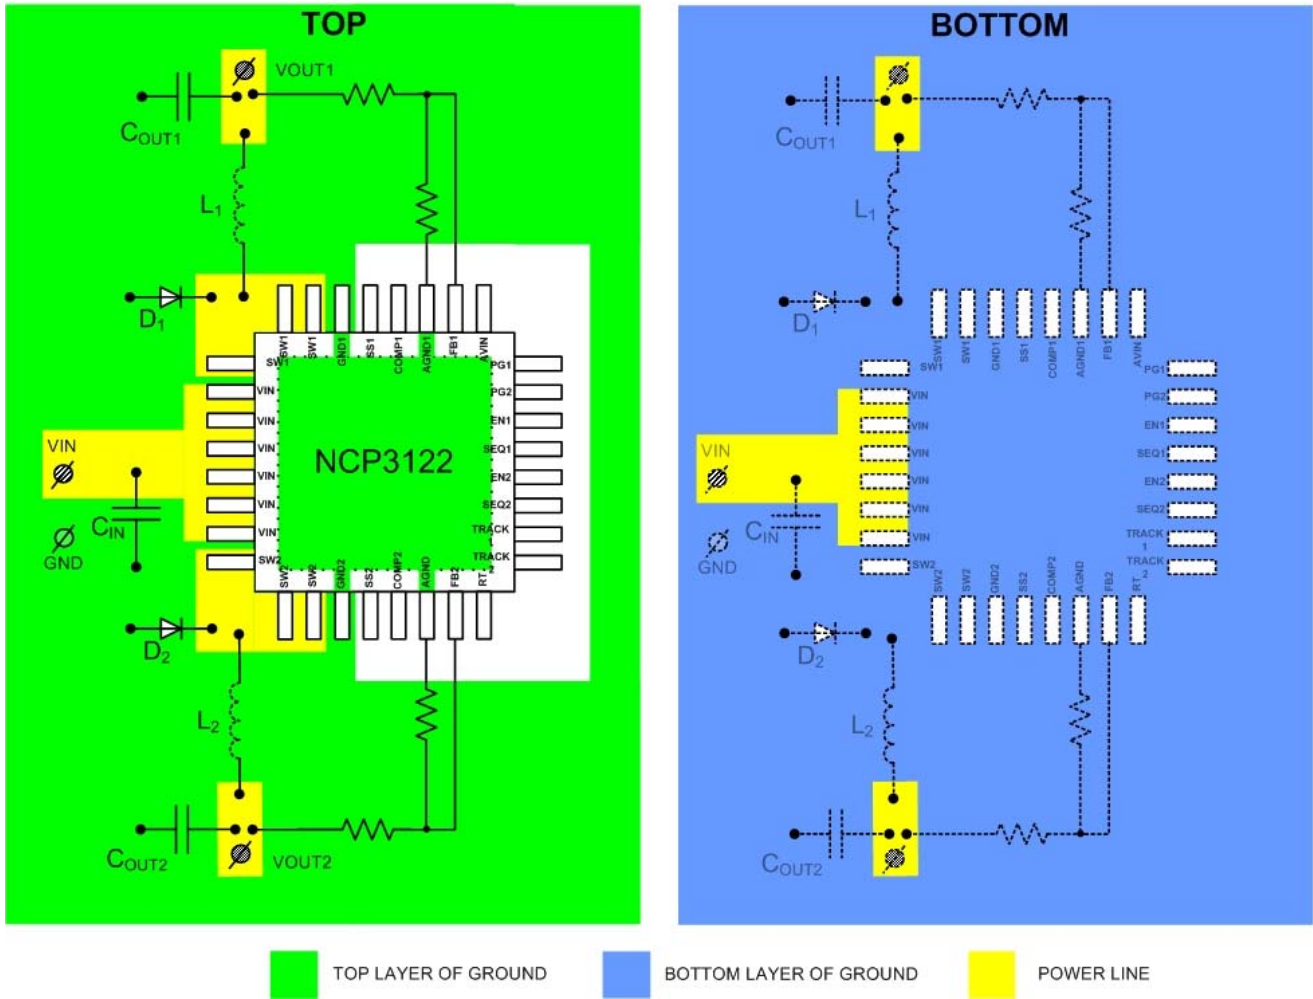 TOP
VOUT1
COUT1
L1
D1
SW1
SW1
GND1
SS1
COMP1
AGND1
FB1
AVIN
SW1
VIN
VIN
VIN
VIN
VIN
VIN
SW2
PG1
PG2
EN1
SEQ1
EN2
SEQ2
TRACK
1
TRACK
2
NCP3122
VIN
CIN
GND
SW2
SW2
GND2
SS2
COMP2
AGND
FB2
RT
D2
L2
COUT2
VOUT2
BOTTOM
COUT1
L1
D1
SW1
SW1
GND1
SS1
COMP1
AGND1
FB1
AVIN
SW1
VIN
VIN
VIN
VIN
VIN
VIN
SW2
PG1
PG2
EN1
SEQ1
EN2
SEQ2
TRACK
1
TRACK
2
VIN
CIN
GND
SW2
SW2
GND2
SS2
COMP2
AGND
FB2
RT
D2
L2
COUT2
TOP LAYER OF GROUND
BOTTOM LAYER OF GROUND
POWER LINE